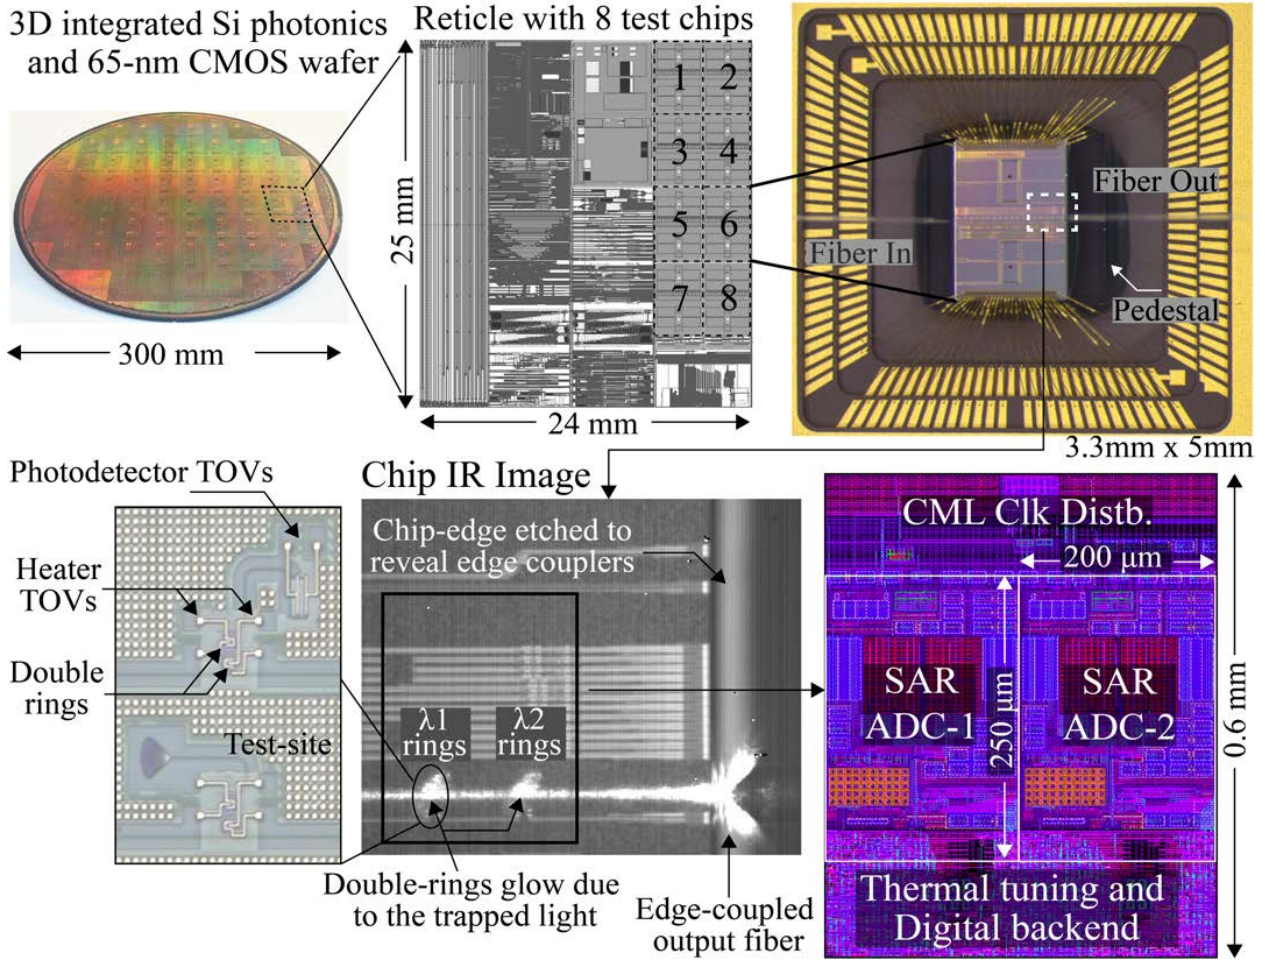 3D integrated Si photonics
and 65-nm CMOS wafer
300 mm
Reticle with 8 test chips
25 mm
1 2
3 4
5 6
7 8
24 mm
Fiber Out
Fiber In
Pedestal
3.3mm x 5mm
Photodetector TOVs
Heater
TOVs
Double
rings
Test-site
Chip IR Image
Chip-edge etched to
reveal edge couplers
λ1
rings
λ2
rings
Double-rings glow due
to the trapped light
Edge-coupled
output fiber
CML Clk Distb.
200 μm
250 μm
SAR
ADC-1
SAR
ADC-2
0.6 mm
Thermal tuning and
Digital backend